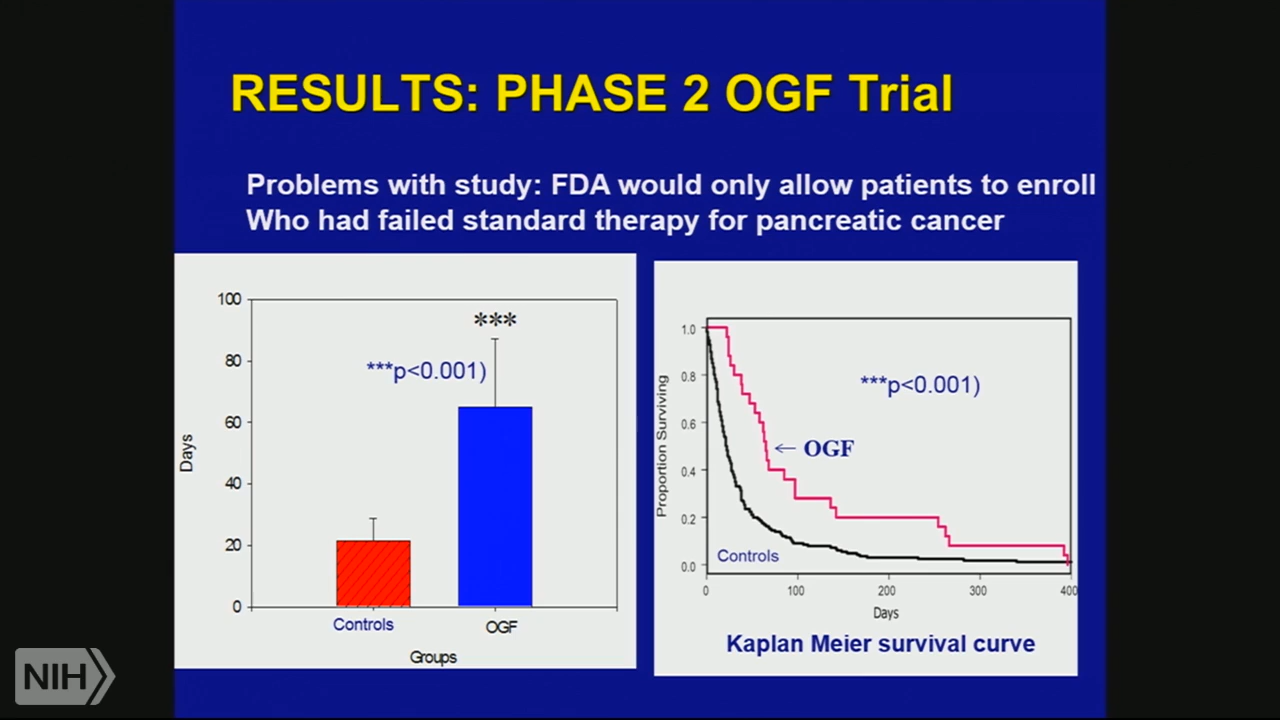 RESULTS: PHASE 2 OGF Trial
Problems with study: FDA would only allow patients to enroll
Who had failed standard therapy for pancreatic cancer
100
80
60
40
20
0
Days
***
***p<0.001)
Controls
OGF
Groups
1.0
0.8
0.6
0.4
0.2
0.0
Proportion Surviving
***p<0.001)
← OGF
Controls
0 100 200 300 400
Days
Kaplan Meier survival curve
NIH